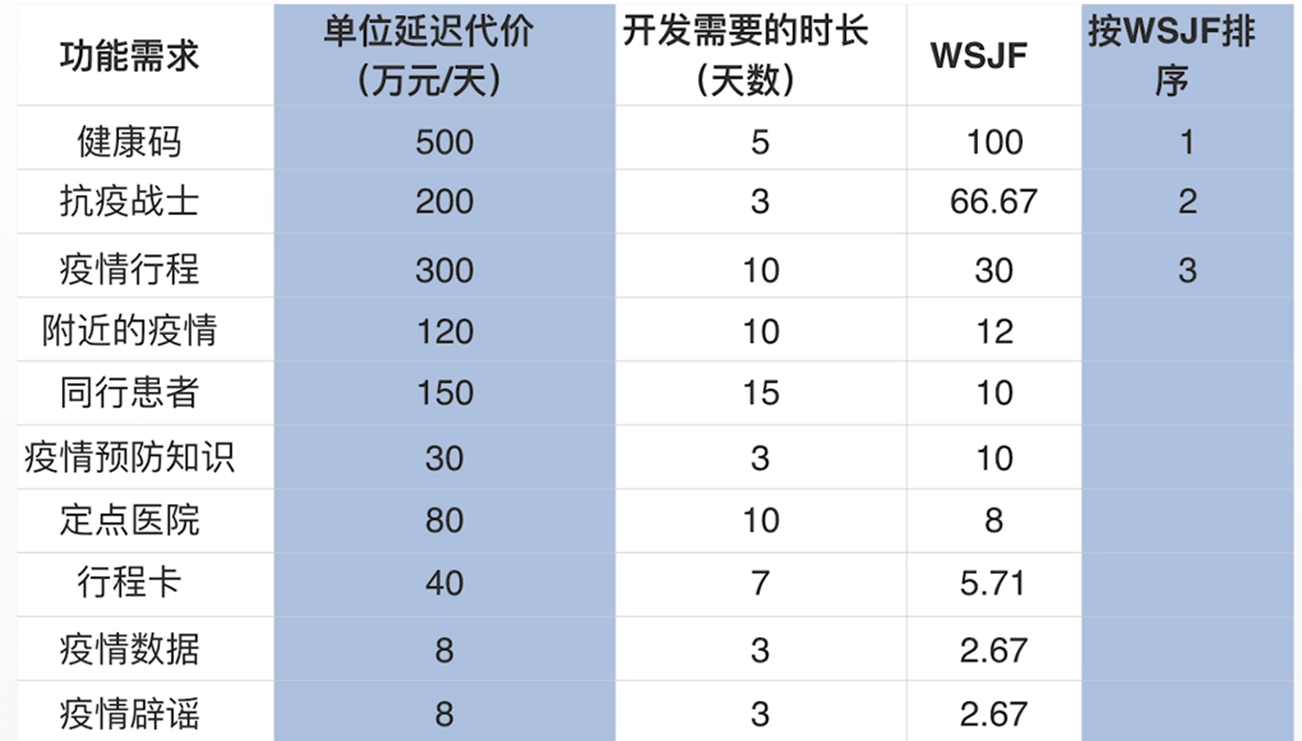 功能需求 单位延迟代价（万元/天） 开发需要的时长（天数） WSJF 按WSJF排序
健康码 500 5 100 1
抗疫战士 200 3 66.67 2
疫情行程 300 10 30 3
附近的疫情 120 10 12
同行患者 150 15 10
疫情预防知识 30 3 10
定点医院 80 10 8
行程卡 40 7 5.71
疫情数据 8 3 2.67
疫情辟谣 8 3 2.67